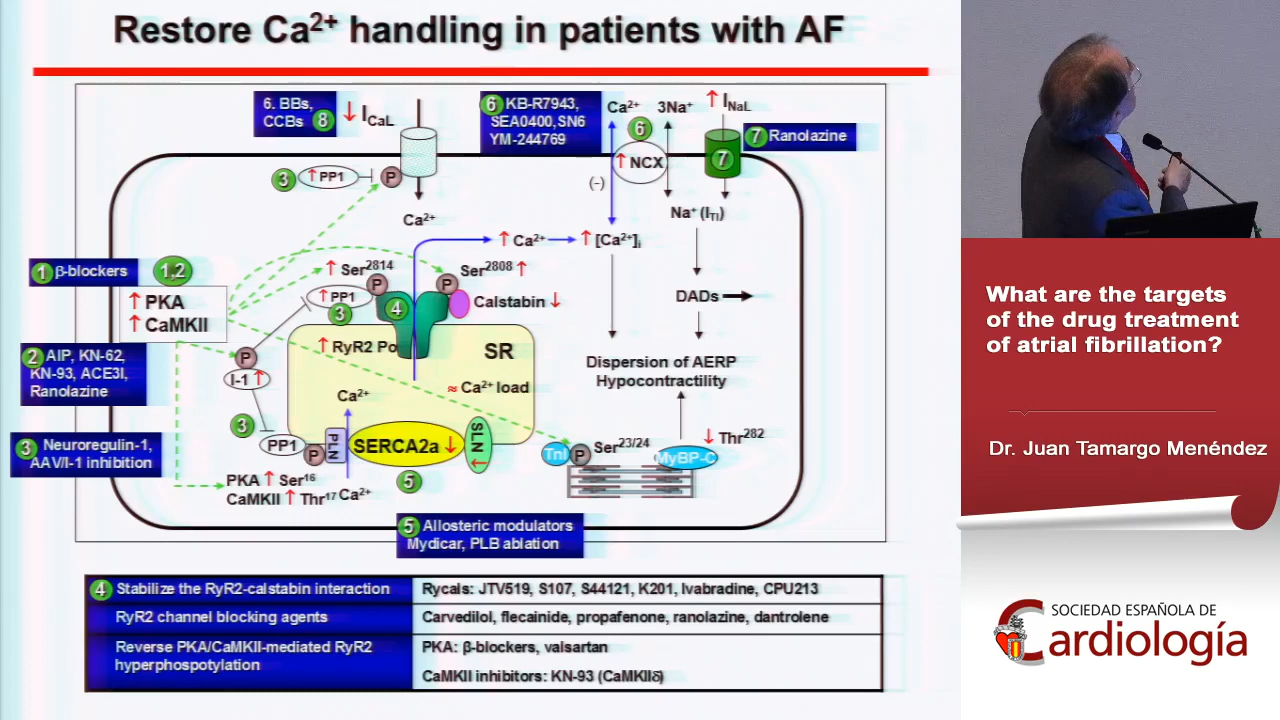 Restore Ca²⁺ handling in patients with AF
6. BBs,
CCBs 8
↓ ICaL
6 KB-R7943,
SEA0400,SN6
YM-244769
Ca²⁺ 3Na⁺
↑ INaL
7 Ranolazine
6
↑ NCX
7
3 ↑PP1
P
(-)
Ca²⁺
Na⁺ (ITI)
↑ Ca²⁺
↑ [Ca²⁺]i
1 β-blockers
1,2
↑ Ser²⁸¹⁴
Ser²⁸⁰⁸ ↑
P
P
↑ PKA
↑ CaMKII
↑PP1
3
4
Calstabin ↓
DADs
↑ RyR2 Po
SR
2 AIP, KN-62,
KN-93, ACE3I,
Ranolazine
P
I-1 ↑
≈ Ca²⁺ load
Dispersion of AERP
Hypocontractility
Ca²⁺
3 Neuroregulin-1,
AAV/I-1 inhibition
3
PP1
P
PLN
SERCA2a ↓
SLN ↓
TnI
P
Ser²³/²⁴
↓ Thr²⁸²
MyBP-C
PKA ↑ Ser¹⁶
CaMKII ↑ Thr¹⁷
Ca²⁺
5
5 Allosteric modulators
Mydicar, PLB ablation
4 Stabilize the RyR2-calstabin interaction
Rycals: JTV519, S107, S44121, K201, Ivabradine, CPU213
RyR2 channel blocking agents
Carvedilol, flecainide, propafenone, ranolazine, dantrolene
Reverse PKA/CaMKII-mediated RyR2
hyperphospotylation
PKA: β-blockers, valsartan
CaMKII inhibitors: KN-93 (CaMKIIδ)
What are the targets
of the drug treatment
of atrial fibrillation?
Dr. Juan Tamargo Menéndez
SOCIEDAD ESPAÑOLA DE
Cardiología